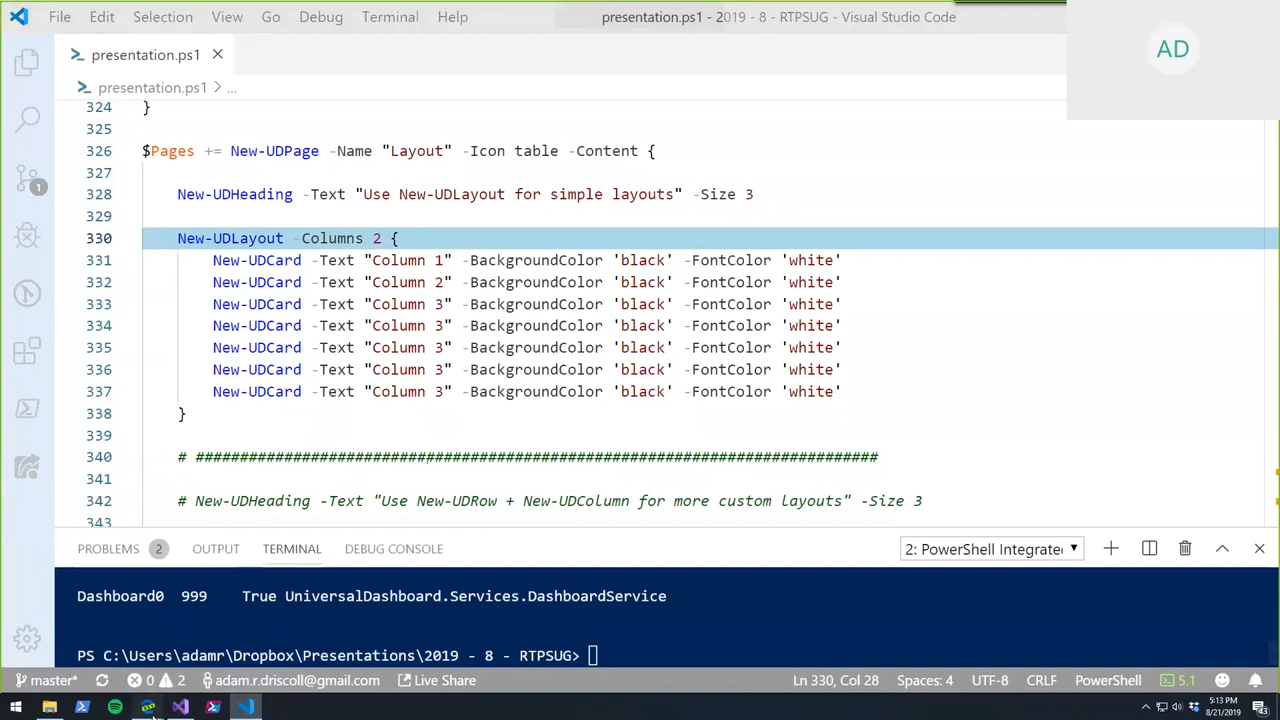 File Edit Selection View Go Debug Terminal Help presentation.ps1 - 2019 - 8 - RTPSUG - Visual Studio Code
AD
presentation.ps1
presentation.ps1 > ...
324 }
325
326 $Pages += New-UDPage -Name "Layout" -Icon table -Content {
327
328 New-UDHeading -Text "Use New-UDLayout for simple layouts" -Size 3
329
330 New-UDLayout -Columns 2 {
331 New-UDCard -Text "Column 1" -BackgroundColor 'black' -FontColor 'white'
332 New-UDCard -Text "Column 2" -BackgroundColor 'black' -FontColor 'white'
333 New-UDCard -Text "Column 3" -BackgroundColor 'black' -FontColor 'white'
334 New-UDCard -Text "Column 3" -BackgroundColor 'black' -FontColor 'white'
335 New-UDCard -Text "Column 3" -BackgroundColor 'black' -FontColor 'white'
336 New-UDCard -Text "Column 3" -BackgroundColor 'black' -FontColor 'white'
337 New-UDCard -Text "Column 3" -BackgroundColor 'black' -FontColor 'white'
338 }
339
340 # #############################################################################
341
342 # New-UDHeading -Text "Use New-UDRow + New-UDColumn for more custom layouts" -Size 3
343
1
PROBLEMS 2 OUTPUT TERMINAL DEBUG CONSOLE 2: PowerShell Integrate
Dashboard0 999 True UniversalDashboard.Services.DashboardService
PS C:\Users\adamr\Dropbox\Presentations\2019 - 8 - RTPSUG>
master* 0 2 adam.r.driscoll@gmail.com Live Share Ln 330, Col 28 Spaces: 4 UTF-8 CRLF PowerShell 5.1
5:13 PM
8/21/2019
43